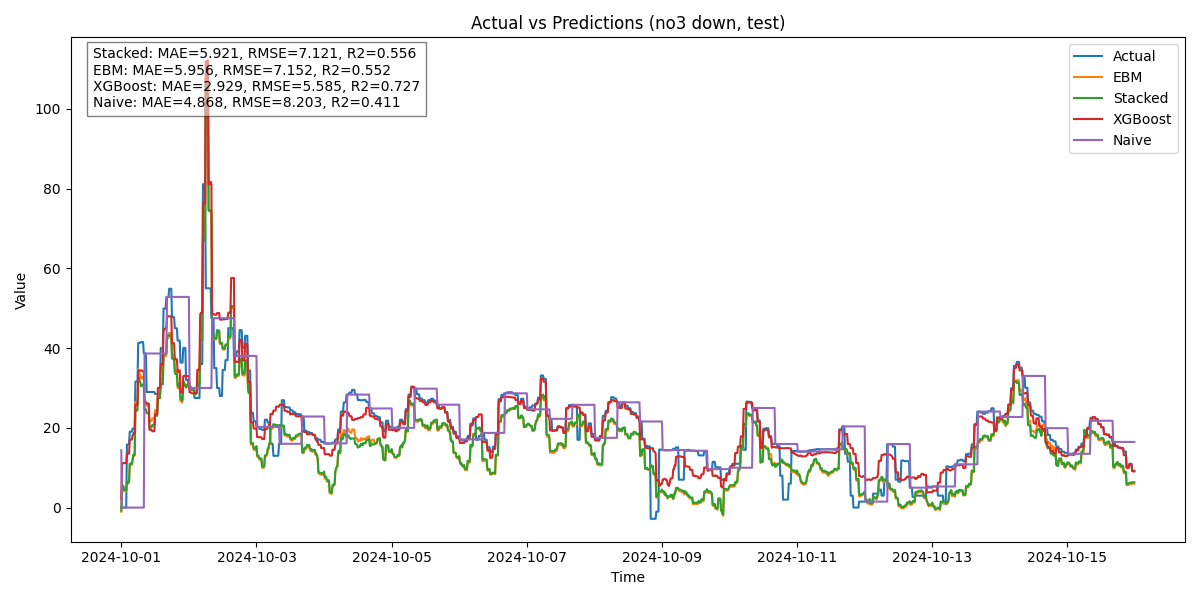 Actual vs Predictions (no3 down, test)
Stacked: MAE=5.921, RMSE=7.121, R2=0.556
EBM: MAE=5.956, RMSE=7.152, R2=0.552
XGBoost: MAE=2.929, RMSE=5.585, R2=0.727
Naive: MAE=4.868, RMSE=8.203, R2=0.411
Actual
EBM
Stacked
XGBoost
Naive
Value
100
80
60
40
20
0
2024-10-01
2024-10-03
2024-10-05
2024-10-07
2024-10-09
2024-10-11
2024-10-13
2024-10-15
Time